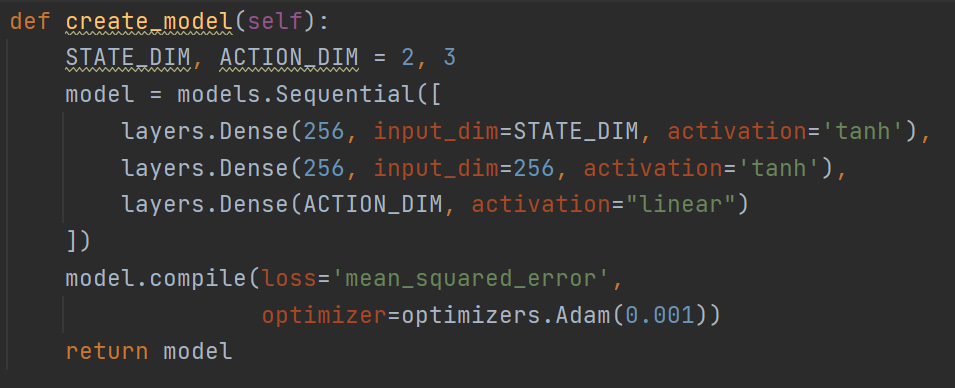 def create_model(self):
STATE_DIM, ACTION_DIM = 2, 3
model = models.Sequential([
layers.Dense(256, input_dim=STATE_DIM, activation='tanh'),
layers.Dense(256, input_dim=256, activation='tanh'),
layers.Dense(ACTION_DIM, activation="linear")
])
model.compile(loss='mean_squared_error',
optimizer=optimizers.Adam(0.001))
return model